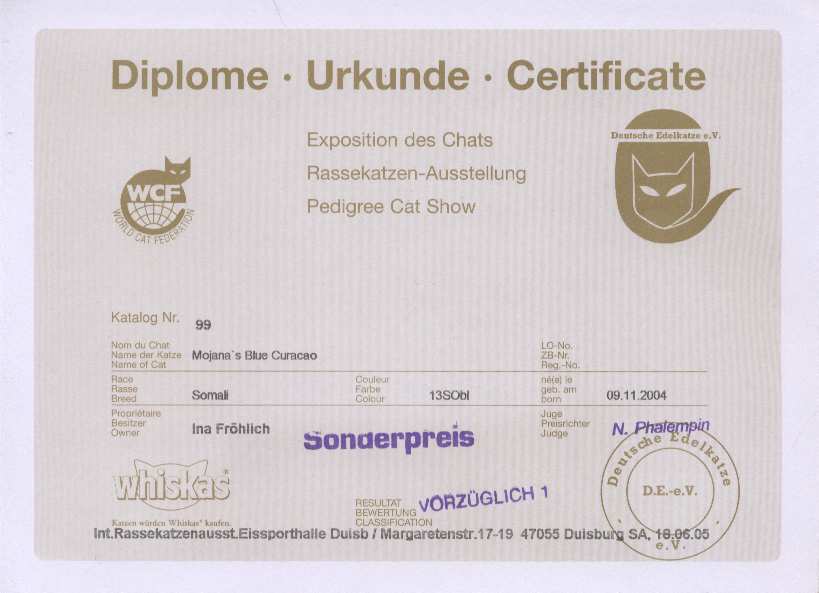 Diplome · Urkunde · Certificate
Exposition des Chats
Rassekatzen-Ausstellung
Pedigree Cat Show
WCF
WORLD CAT FEDERATION
Deutsche Edelkatze e.V.
Katalog Nr. 99
Nom du Chat
Name der Katze
Name of Cat
Mojana`s Blue Curacao
LO-No.
ZB-Nr.
Reg.-No.
Race
Rasse
Breed
Somali
Couleur
Farbe
Colour
13SObl
né(e) le
geb. am
born
09.11.2004
Propriétaire
Besitzer
Owner
Ina Fröhlich
Sonderpreis
Juge
Preisrichter
Judge
N. Phalempin
whiskas®
Katzen würden Whiskas® kaufen.
RESULTAT
BEWERTUNG
CLASSIFICATION
VORZÜGLICH 1
Deutsche Edelkatze
D.E.-e.V.
e.V.
Int.Rassekatzenausst.Eissporthalle Duisb / Margaretenstr.17-19 47055 Duisburg SA, 18.06.05